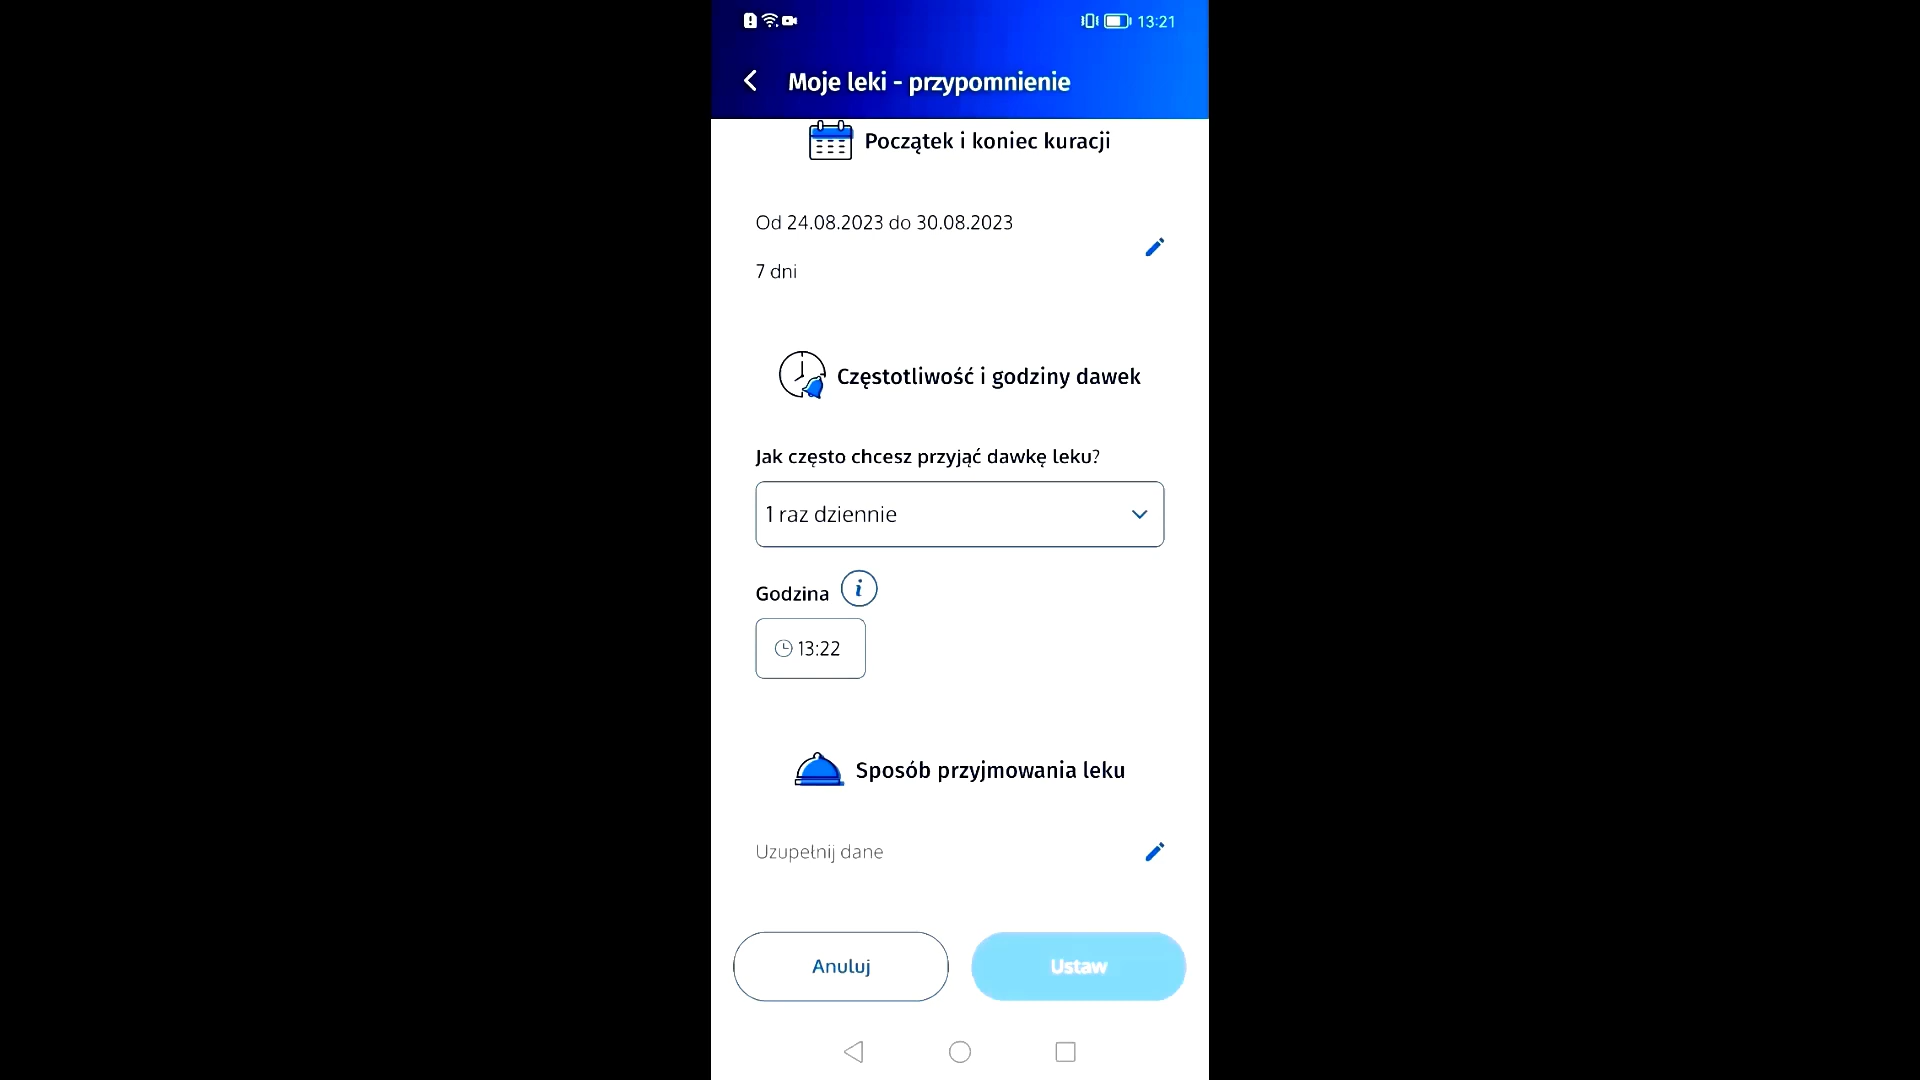 13:21
Moje leki - przypomnienie
Początek i koniec kuracji
Od 24.08.2023 do 30.08.2023
7 dni
Częstotliwość i godziny dawek
Jak często chcesz przyjąć dawkę leku?
1 raz dziennie
Godzina i
13:22
Sposób przyjmowania leku
Uzupełnij dane
Anuluj Ustaw